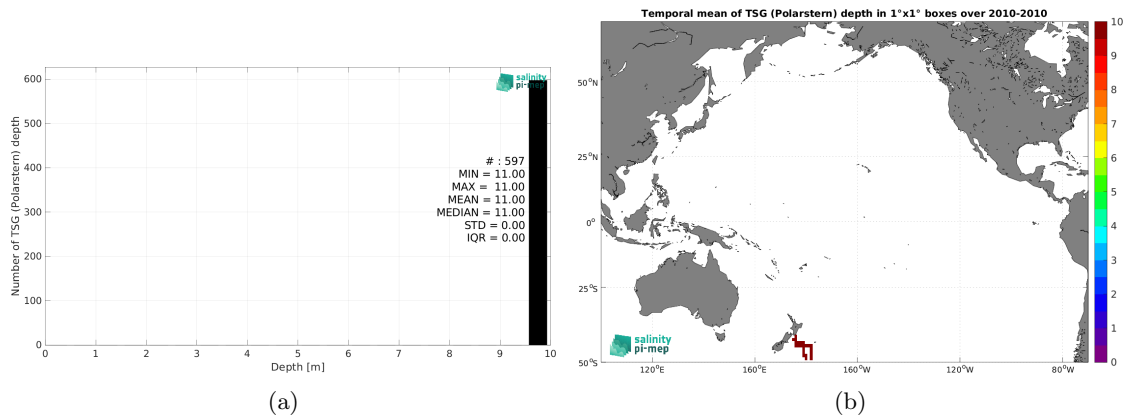 Temporal mean of TSG (Polarstern) depth in 1°x1° boxes over 2010-2010
600
500
400
300
200
100
0
Number of TSG (Polarstern) depth
salinity
pi-mep
# : 597
MIN = 11.00
MAX = 11.00
MEAN = 11.00
MEDIAN = 11.00
STD = 0.00
IQR = 0.00
0 1 2 3 4 5 6 7 8 9 10
Depth [m]
(a)
50°N
25°N
0°
25°S
50°S
salinity
pi-mep
120°E 160°E 160°W 120°W 80°W
10
9
8
7
6
5
4
3
2
1
0
(b)